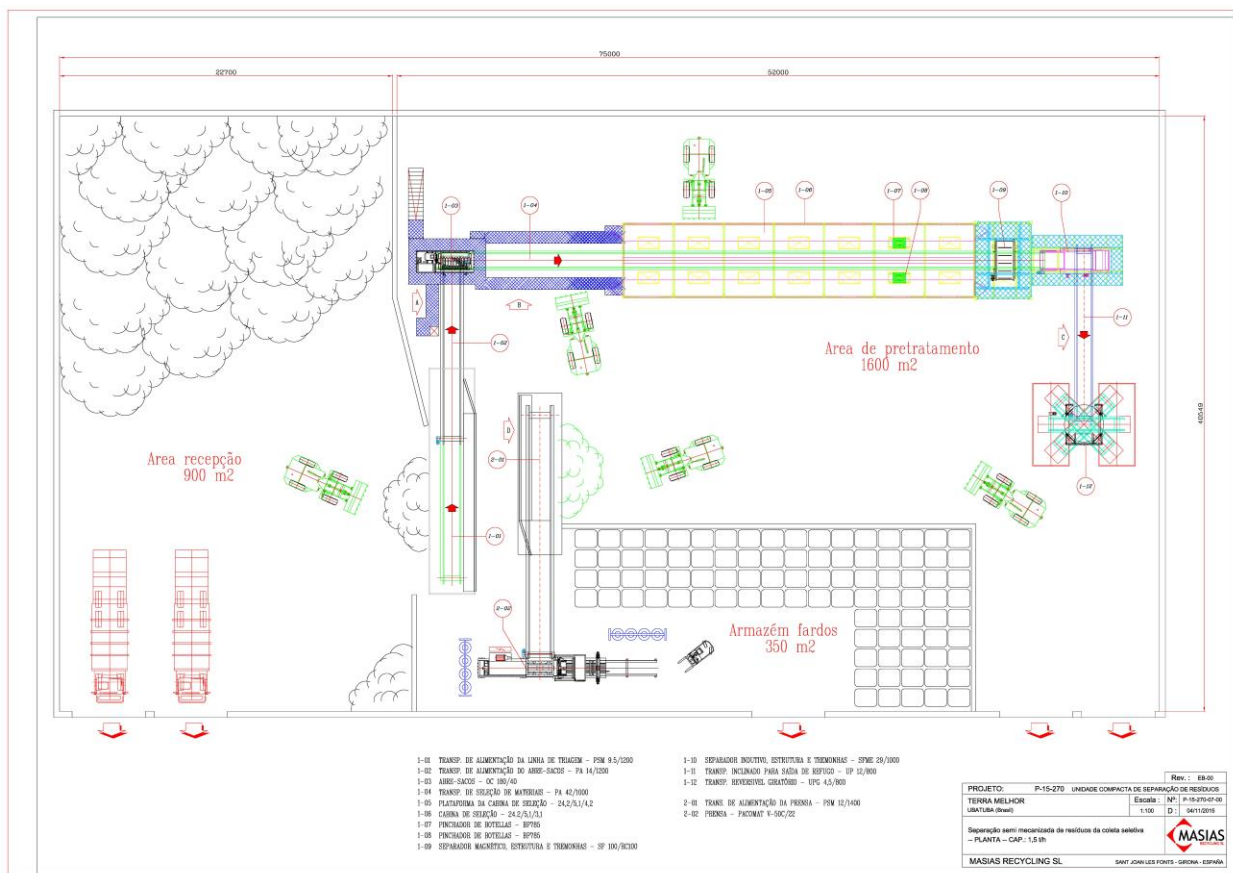 75000
22700
52000
1-05
1-06
1-07
1-08
1-09
1-10
1-03
1-04
A
B
1-02
Area de pretratamento
1600 m2
C
1-11
40549
D
2-01
Area recepção
900 m2
1-12
1-01
2-02
Armazém fardos
350 m2
1-01 TRANSP. DE ALIMENTAÇÃO DA LINHA DE TRIAGEM - PSM 9.5/1200
1-02 TRANSP. DE ALIMENTAÇÃO DO ABRE-SACOS - PA 14/1200
1-03 ABRE-SACOS - OC 180/40
1-04 TRANSP. DE SELEÇÃO DE MATERIAIS - PA 42/1000
1-05 PLATAFORMA DA CABINA DE SELEÇÃO - 24,2/5,1/4,2
1-06 CABINA DE SELEÇÃO - 24.2/5,1/3,1
1-07 PINCHADOR DE BOTELLAS - BP785
1-08 PINCHADOR DE BOTELLAS - BP785
1-09 SEPARADOR MAGNÉTICO, ESTRUTURA E TREMONHAS - SF 100/RC100
1-10 SEPARADOR INDUTIVO, ESTRUTURA E TREMONHAS - SFME 29/1000
1-11 TRANSP. INCLINADO PARA SAÍDA DE REFUGO - UP 12/800
1-12 TRANSP. REVERSIVEL GIRATÓRIO - UPG 4,5/800
2-01 TRANS. DE ALIMENTAÇÃO DA PRENSA - PSM 12/1400
2-02 PRENSA - PACOMAT V-50C/22
Rev. : EB-00
PROJETO: P-15-270 UNIDADE COMPACTA DE SEPARAÇÃO DE RESÍDUOS
TERRA MELHOR
UBATUBA (Brasil)
Escala : 1:100
Nº: P-15-270-07-00
D : 04/11/2015
Separação semi mecanizada de resíduos da coleta seletiva
– PLANTA – CAP.: 1,5 t/h
MASIAS
RECYCLING SL
MASIAS RECYCLING SL
SANT JOAN LES FONTS - GIRONA - ESPAÑA